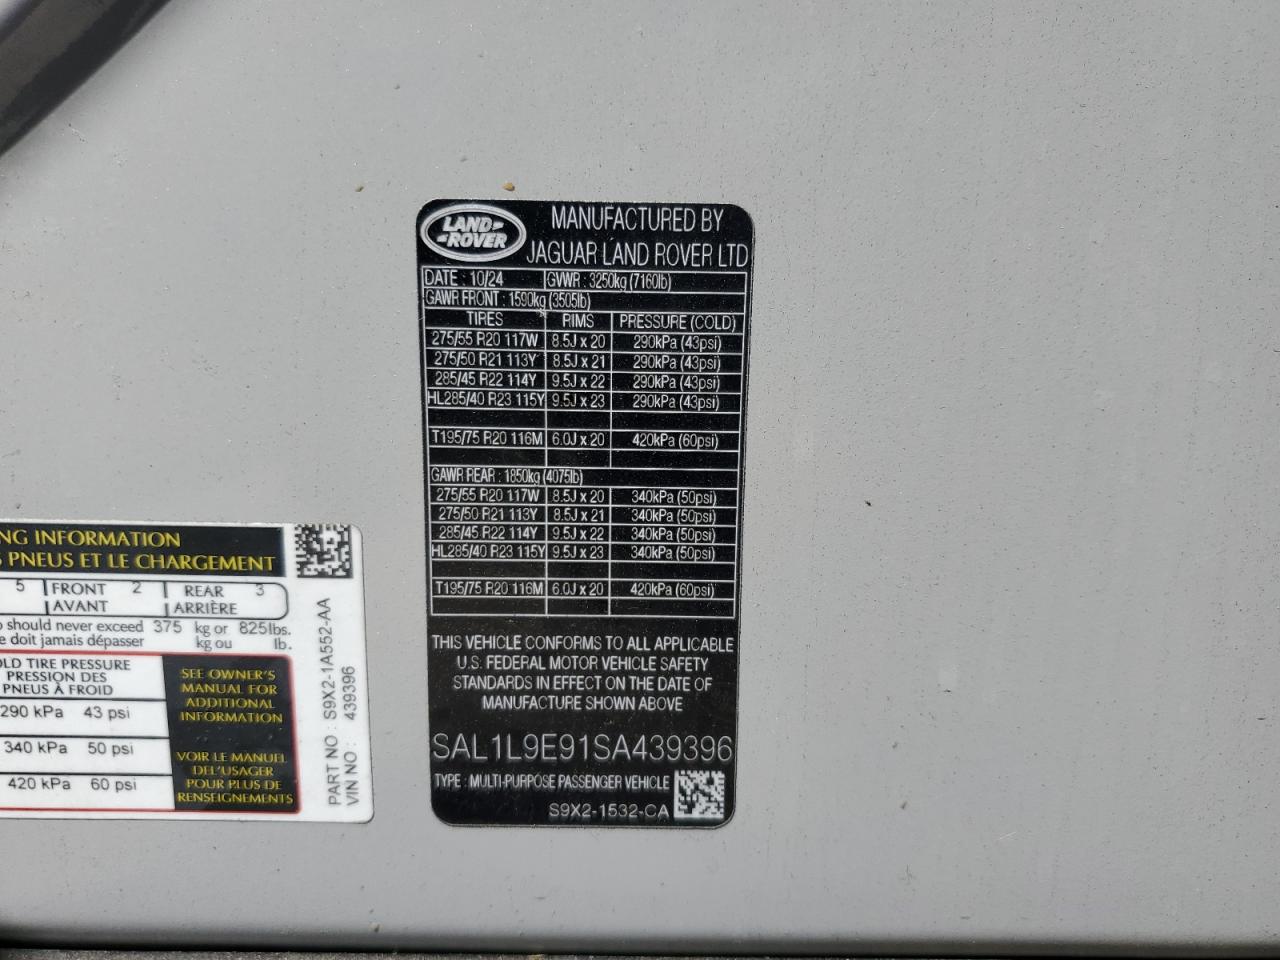 LAND-
-ROVER
MANUFACTURED BY
JAGUAR LAND ROVER LTD
DATE : 10/24 GVWR : 3250kg (7160lb)
GAWR FRONT : 1590kg (3505lb)
TIRES RIMS PRESSURE (COLD)
275/55 R20 117W 8.5J x 20 290kPa (43psi)
275/50 R21 113Y 8.5J x 21 290kPa (43psi)
285/45 R22 114Y 9.5J x 22 290kPa (43psi)
HL285/40 R23 115Y 9.5J x 23 290kPa (43psi)
T195/75 R20 116M 6.0J x 20 420kPa (60psi)
GAWR REAR : 1850kg (4075lb)
275/55 R20 117W 8.5J x 20 340kPa (50psi)
275/50 R21 113Y 8.5J x 21 340kPa (50psi)
285/45 R22 114Y 9.5J x 22 340kPa (50psi)
HL285/40 R23 115Y 9.5J x 23 340kPa (50psi)
T195/75 R20 116M 6.0J x 20 420kPa (60psi)
THIS VEHICLE CONFORMS TO ALL APPLICABLE
U.S. FEDERAL MOTOR VEHICLE SAFETY
STANDARDS IN EFFECT ON THE DATE OF
MANUFACTURE SHOWN ABOVE
SAL1L9E91SA439396
TYPE : MULTI-PURPOSE PASSENGER VEHICLE
S9X2-1532-CA
NG INFORMATION
S PNEUS ET LE CHARGEMENT
5 FRONT 2 REAR 3
AVANT ARRIÈRE
should never exceed 375 kg or 825lbs.
e doit jamais dépasser kg ou lb.
OLD TIRE PRESSURE
PRESSION DES
PNEUS À FROID
290 kPa 43 psi
340 kPa 50 psi
420 kPa 60 psi
SEE OWNER'S
MANUAL FOR
ADDITIONAL
INFORMATION
VOIR LE MANUEL
DEL'USAGER
POUR PLUS DE
RENSEIGNEMENTS
PART NO : S9X2-1A552-AA
VIN NO : 439396